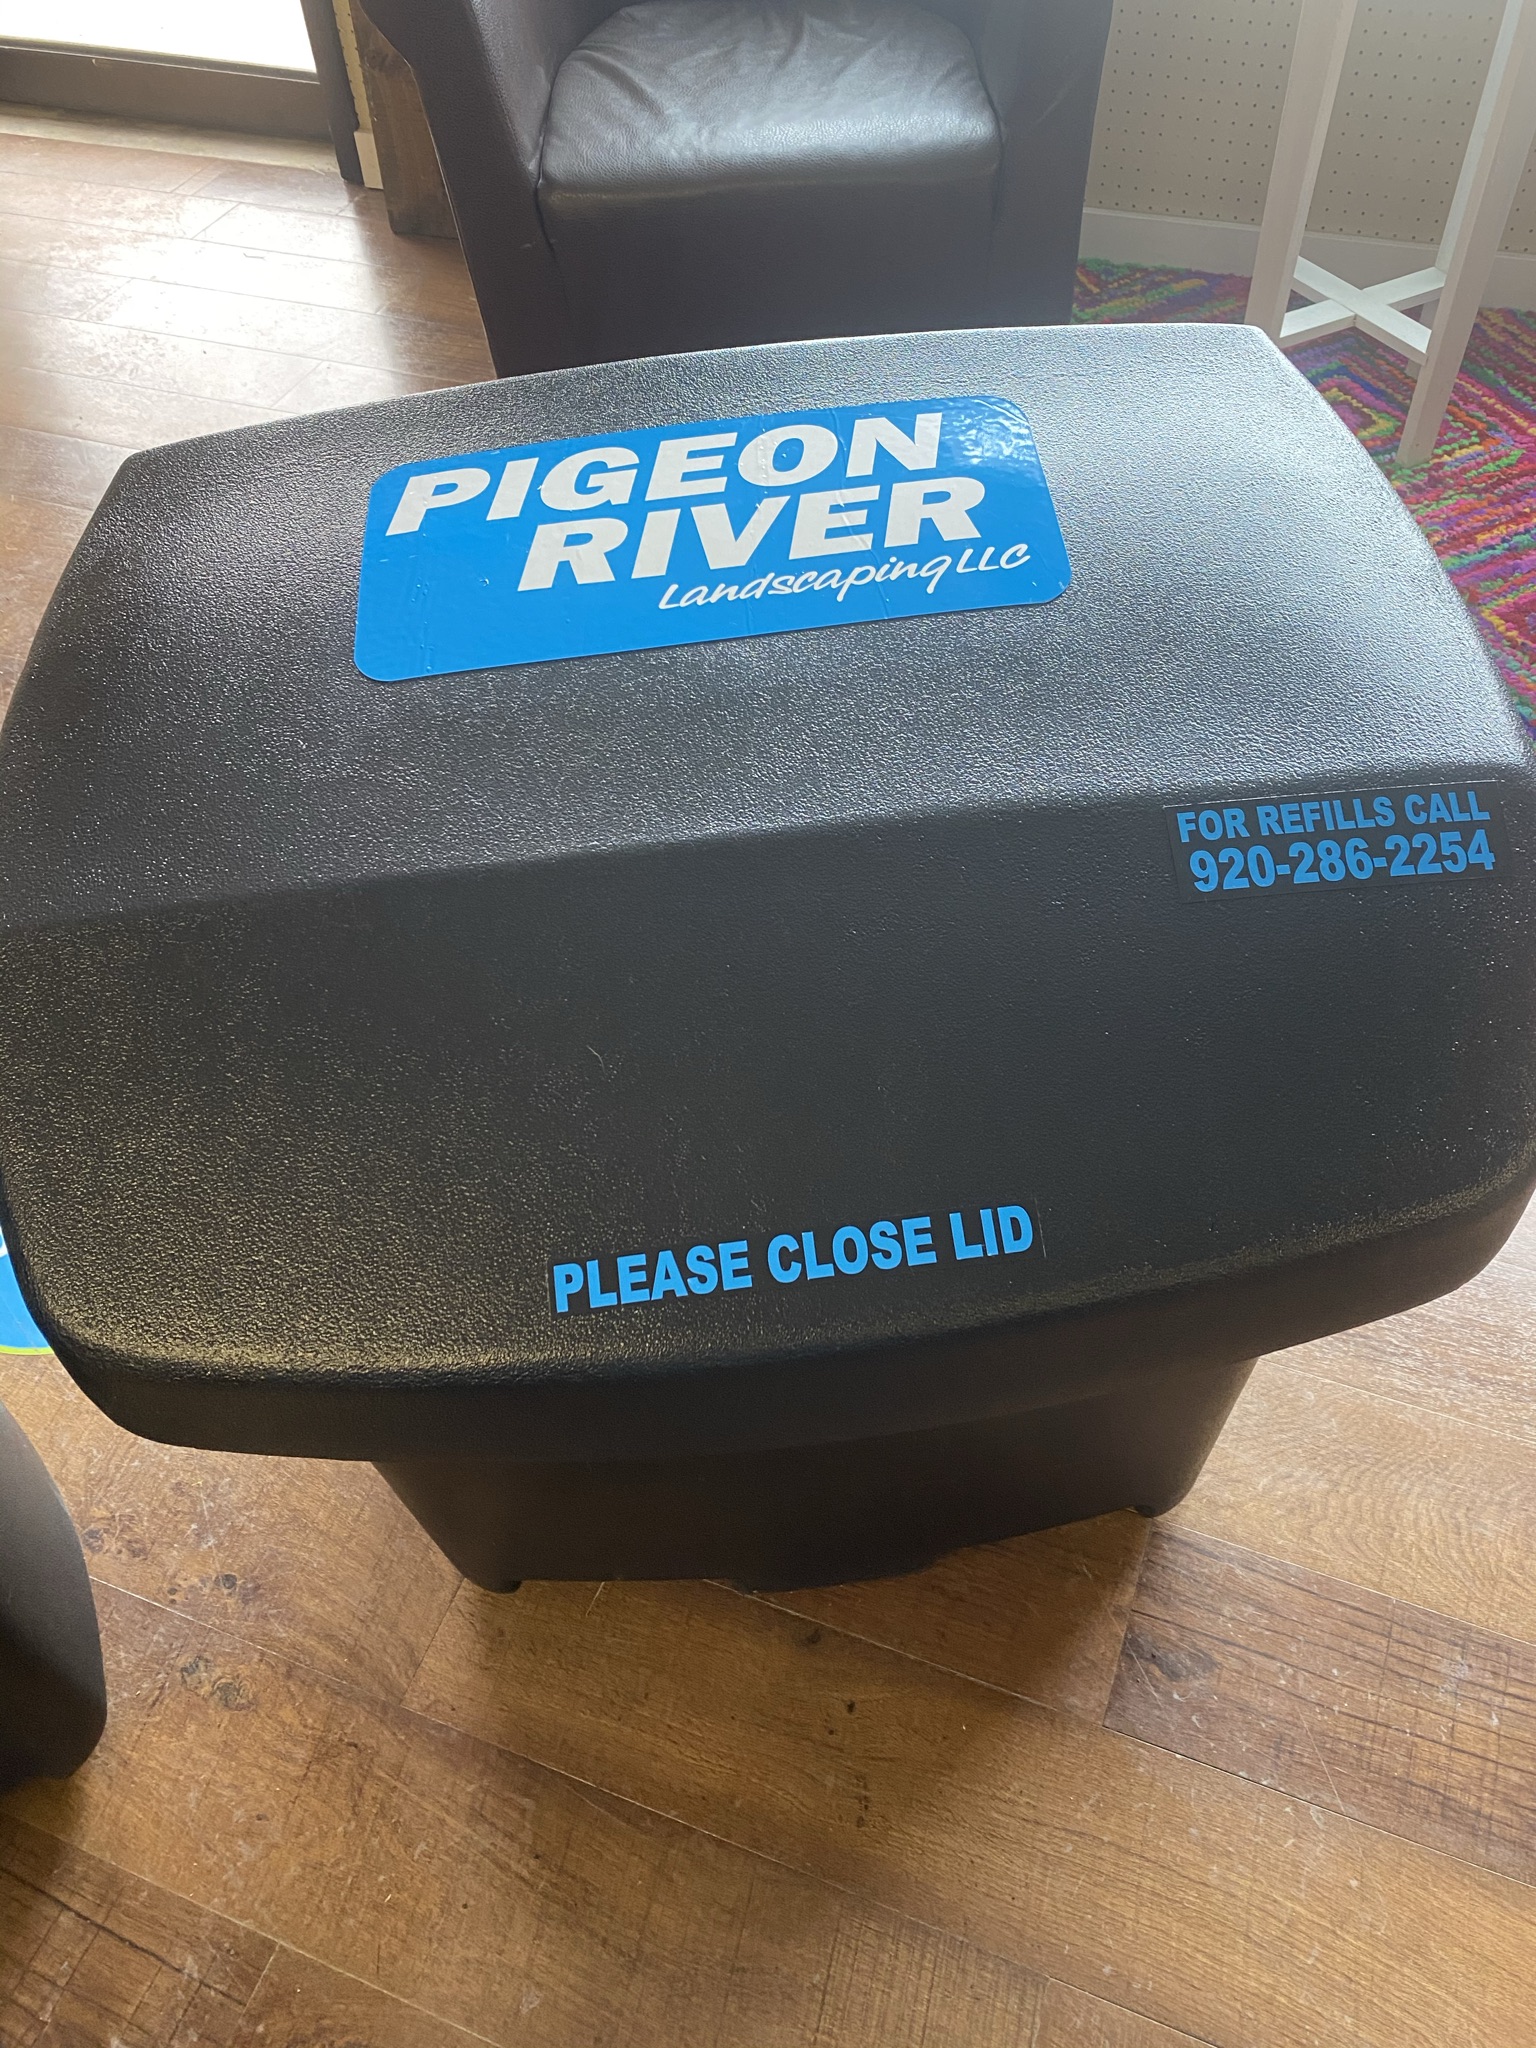 PIGEON
RIVER
Landscaping LLC
FOR REFILLS CALL
920-286-2254
PLEASE CLOSE LID